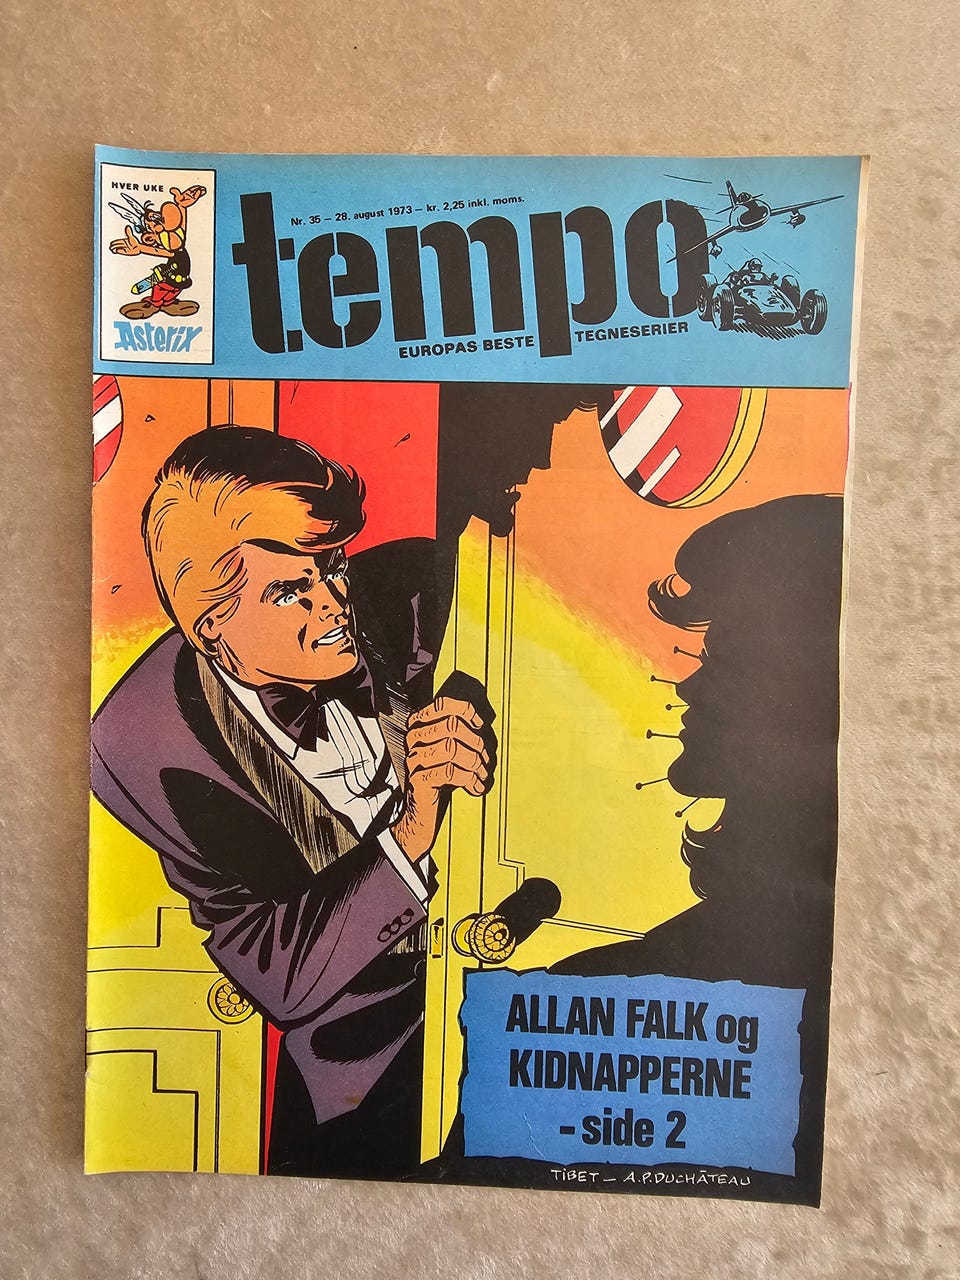 HVER UKE
Asterix
Nr. 35 – 28. august 1973 – kr. 2,25 inkl. moms.
tempo
EUROPAS BESTE TEGNESERIER
ALLAN FALK og
KIDNAPPERNE
- side 2
TIBET – A.P. DUCHÂTEAU